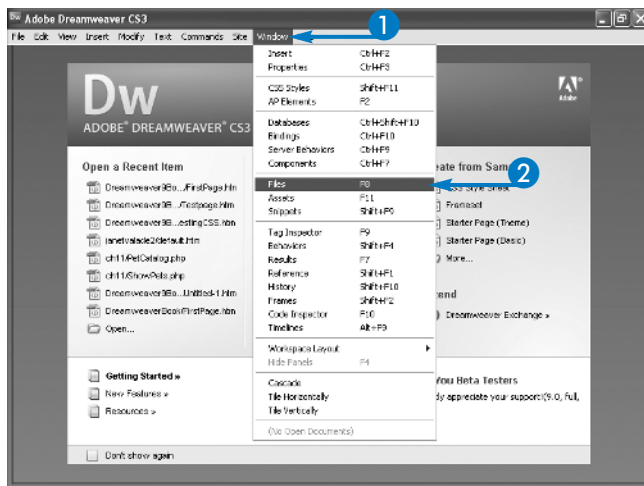 Dw Adobe Dreamweaver CS3
File Edit View Insert Modify Text Commands Site Window
1
Insert Ctrl+F2
Properties Ctrl+F3
CSS Styles Shift+F11
AP Elements F2
Databases Ctrl+Shift+F10
Bindings Ctrl+F10
Server Behaviors Ctrl+F9
Components Ctrl+F7
Files F8
2
Assets F11
Snippets Shift+F9
Tag Inspector F9
Behaviors Shift+F4
Results F7
Reference Shift+F1
History Shift+F10
Frames Shift+F2
Code Inspector F10
Timelines Alt+F9
Workspace Layout
Hide Panels F4
Cascade
Tile Horizontally
Tile Vertically
(No Open Documents)
Dw
ADOBE® DREAMWEAVER® CS3
Adobe
Open a Recent Item
Dreamweaver9Bo.../FirstPage.htm
Dreamweaver9B.../Testpage.htm
Dreamweaver9B...estingCSS.htm
janetvalade2/default.htm
ch11/PetCatalog.php
ch11/ShowPets.php
Dreamweaver9Bo...Untitled-1.htm
DreamweaverBook/FirstPage.htm
Open...
eate from Sam
CSS Style Sheet
Frameset
Starter Page (Theme)
Starter Page (Basic)
More...
end
Dreamweaver Exchange »
Getting Started »
New Features »
Resources »
You Beta Testers
ly appreciate your support!(9.0, full,
Don't show again